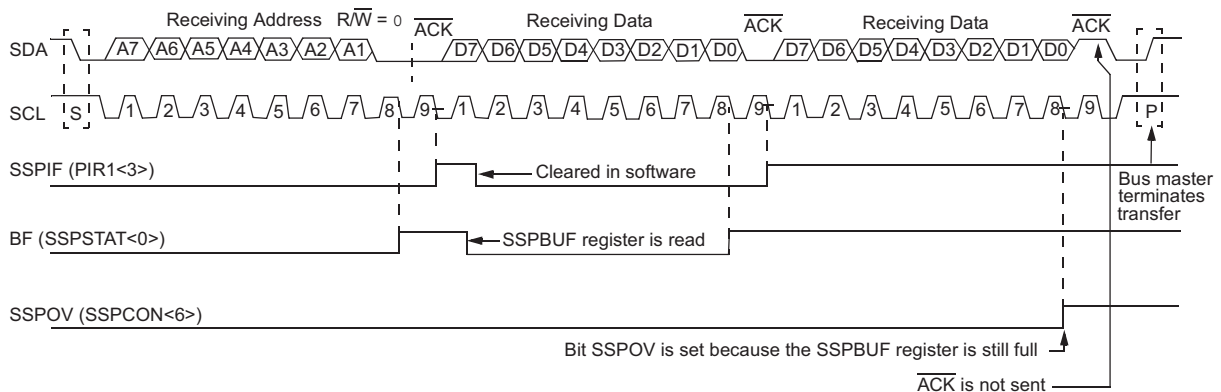 Receiving Address R/W = 0 ACK Receiving Data ACK Receiving Data ACK
SDA A7 A6 A5 A4 A3 A2 A1 D7 D6 D5 D4 D3 D2 D1 D0 D7 D6 D5 D4 D3 D2 D1 D0
SCL S 1 2 3 4 5 6 7 8 9 1 2 3 4 5 6 7 8 9 1 2 3 4 5 6 7 8 9 P
SSPIF (PIR1<3>)
Cleared in software
Bus master
terminates
transfer
BF (SSPSTAT<0>)
SSPBUF register is read
SSPOV (SSPCON<6>)
Bit SSPOV is set because the SSPBUF register is still full
ACK is not sent